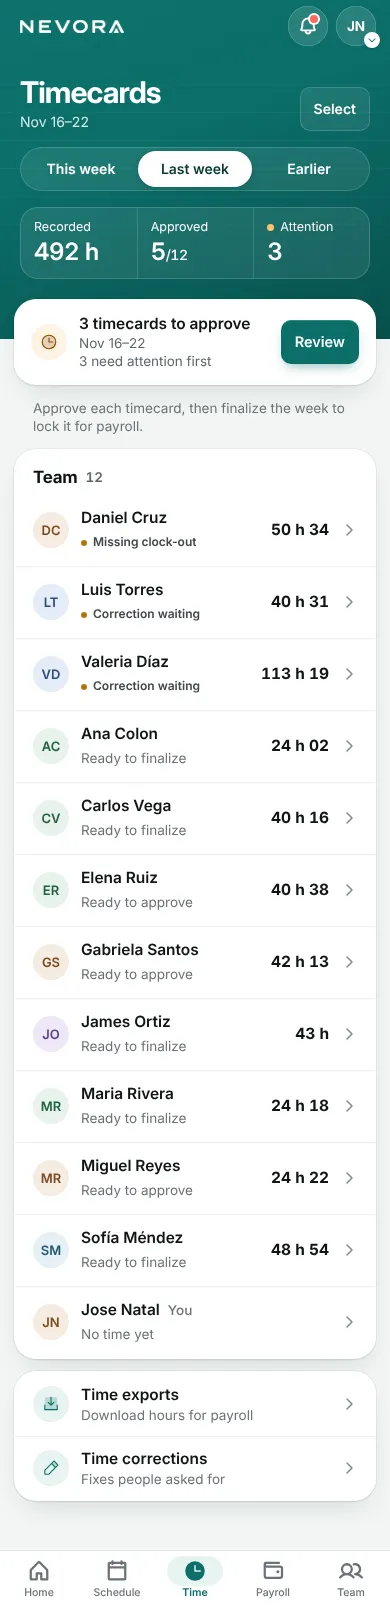 NEVORA
JN
Timecards
Nov 16–22
Select
This week
Last week
Earlier
Recorded
492 h
Approved
5/12
Attention
3
3 timecards to approve
Nov 16–22
3 need attention first
Review
Approve each timecard, then finalize the week to
lock it for payroll.
Team 12
DC
Daniel Cruz
Missing clock-out
50 h 34
LT
Luis Torres
Correction waiting
40 h 31
VD
Valeria Díaz
Correction waiting
113 h 19
AC
Ana Colon
Ready to finalize
24 h 02
CV
Carlos Vega
Ready to finalize
40 h 16
ER
Elena Ruiz
Ready to approve
40 h 38
GS
Gabriela Santos
Ready to approve
42 h 13
JO
James Ortiz
Ready to finalize
43 h
MR
Maria Rivera
Ready to finalize
24 h 18
MR
Miguel Reyes
Ready to approve
24 h 22
SM
Sofía Méndez
Ready to finalize
48 h 54
JN
Jose Natal You
No time yet
Time exports
Download hours for payroll
Time corrections
Fixes people asked for
Home
Schedule
Time
Payroll
Team